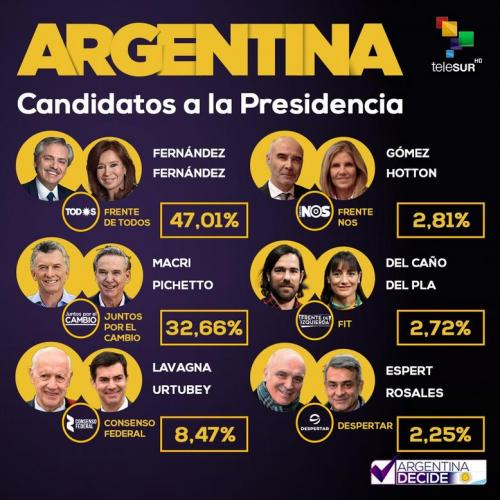 ARGENTINA
teleSUR HD
Candidatos a la Presidencia
FERNÁNDEZ
FERNÁNDEZ
TODOS
FRENTE
DE TODOS
47,01%
GÓMEZ
HOTTON
NOS
FRENTE
NOS
2,81%
MACRI
PICHETTO
Juntos por el
CAMBIO
JUNTOS
POR EL
CAMBIO
32,66%
DEL CAÑO
DEL PLA
FRENTE DE
IZQUIERDA
FIT
2,72%
LAVAGNA
URTUBEY
CONSENSO
FEDERAL
CONSENSO
FEDERAL
8,47%
ESPERT
ROSALES
DESPERTAR
DESPERTAR
2,25%
ARGENTINA
DECIDE